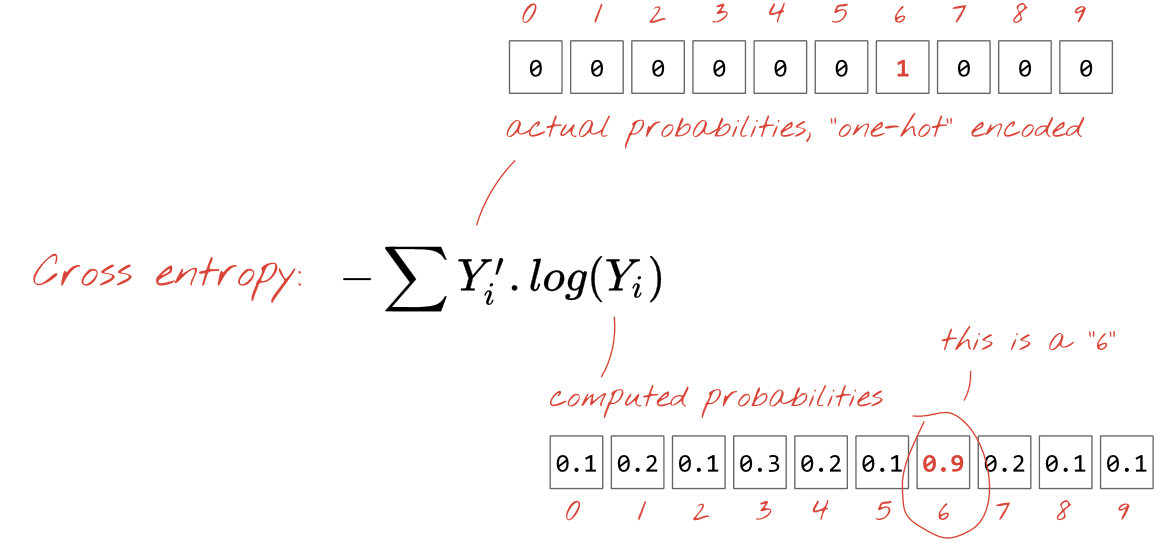 0 1 2 3 4 5 6 7 8 9
0 0 0 0 0 0 1 0 0 0
actual probabilities, "one-hot" encoded
Cross entropy: − ∑ Y′ᵢ . log(Yᵢ)
this is a "6"
computed probabilities
0.1 0.2 0.1 0.3 0.2 0.1 0.9 0.2 0.1 0.1
0 1 2 3 4 5 6 7 8 9